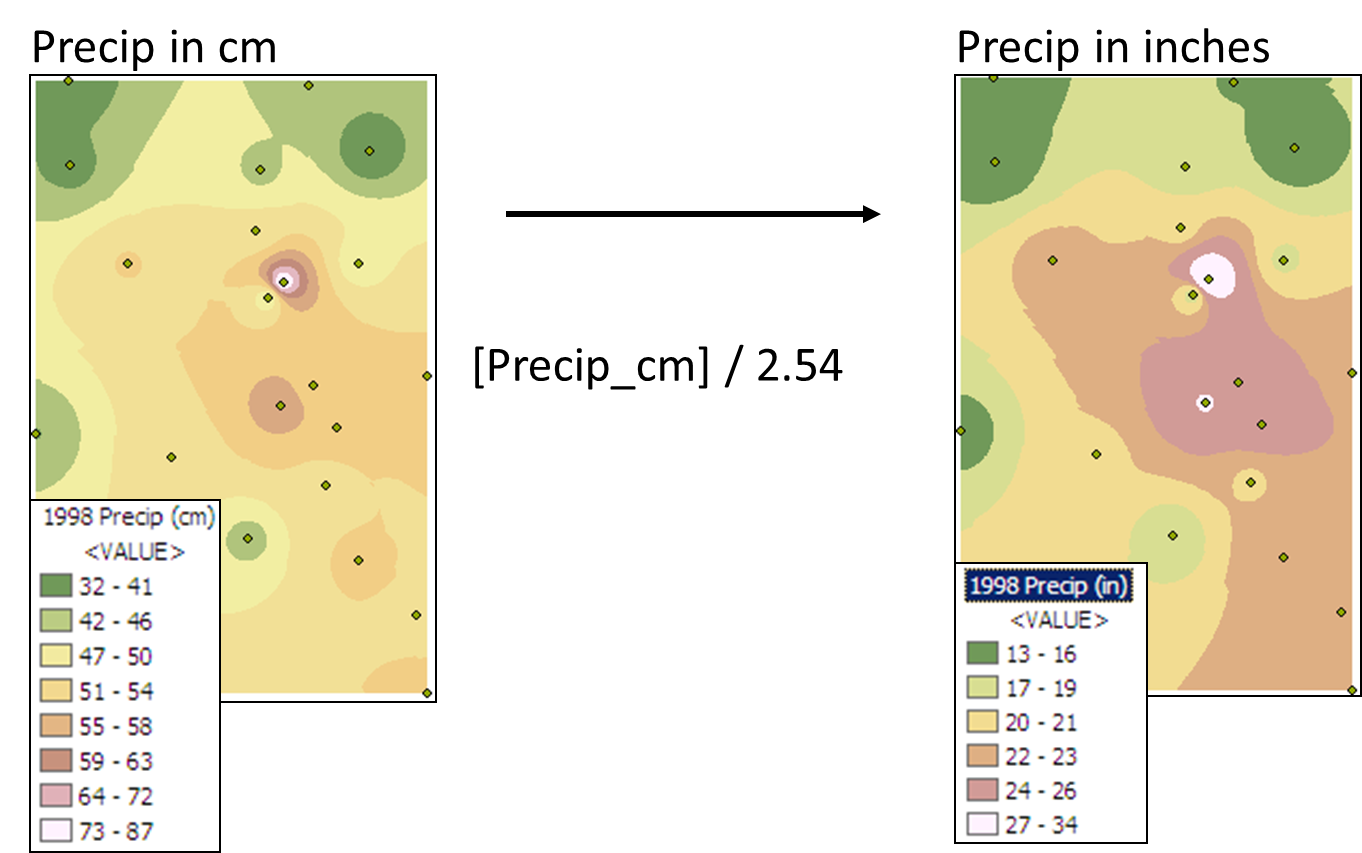 Precip in cm
Precip in inches
[Precip_cm] / 2.54
1998 Precip (cm)
<VALUE>
32 - 41
42 - 46
47 - 50
51 - 54
55 - 58
59 - 63
64 - 72
73 - 87
1998 Precip (in)
<VALUE>
13 - 16
17 - 19
20 - 21
22 - 23
24 - 26
27 - 34